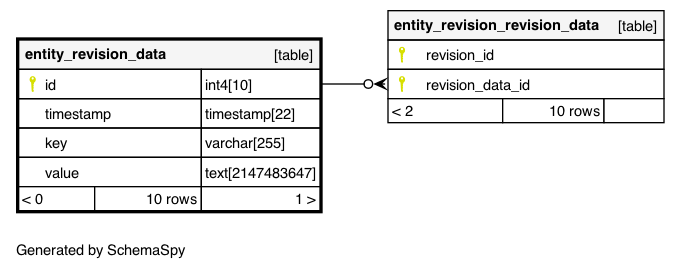 entity_revision_data [table]
id int4[10]
timestamp timestamp[22]
key varchar[255]
value text[2147483647]
< 0 10 rows 1 >
entity_revision_revision_data [table]
revision_id
revision_data_id
< 2 10 rows
Generated by SchemaSpy